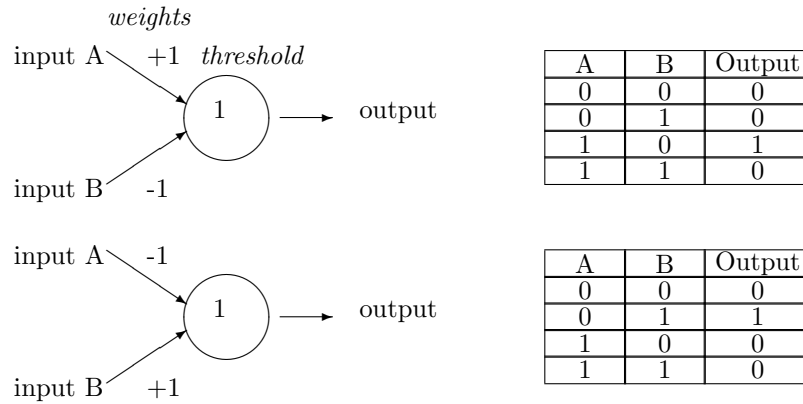 weights
input A +1 threshold
1 output
input B -1
A B Output
0 0 0
0 1 0
1 0 1
1 1 0
input A -1
1 output
input B +1
A B Output
0 0 0
0 1 1
1 0 0
1 1 0